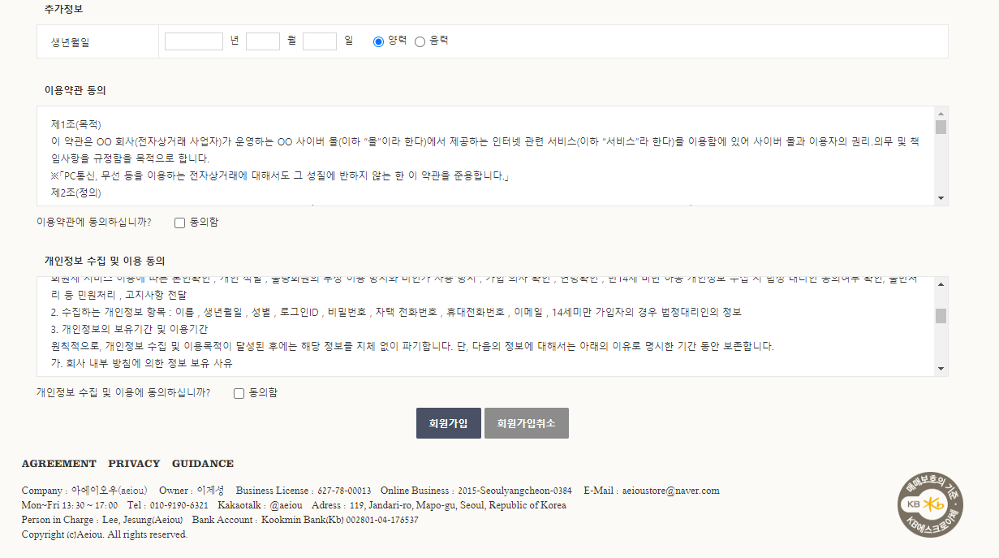 추가정보
생년월일 년 월 일 양력 음력
이용약관 동의
제1조(목적)
이 약관은 OO 회사(전자상거래 사업자)가 운영하는 OO 사이버 몰(이하 “몰”이라 한다)에서 제공하는 인터넷 관련 서비스(이하 “서비스”라 한다)를 이용함에 있어 사이버 몰과 이용자의 권리.의무 및 책
임사항을 규정함을 목적으로 합니다.
※「PC통신, 무선 등을 이용하는 전자상거래에 대해서도 그 성질에 반하지 않는 한 이 약관을 준용합니다.」
제2조(정의)
이용약관에 동의하십니까? 동의함
개인정보 수집 및 이용 동의
회원제 서비스 이용에 따른 본인확인 , 개인 식별 , 불량회원의 부정 이용 방지와 비인가 사용 방지 , 가입 의사 확인 , 연령확인 , 만14세 미만 아동 개인정보 수집 시 법정 대리인 동의여부 확인, 불만처
리 등 민원처리 , 고지사항 전달
2. 수집하는 개인정보 항목 : 이름 , 생년월일 , 성별 , 로그인ID , 비밀번호 , 자택 전화번호 , 휴대전화번호 , 이메일 , 14세미만 가입자의 경우 법정대리인의 정보
3. 개인정보의 보유기간 및 이용기간
원칙적으로, 개인정보 수집 및 이용목적이 달성된 후에는 해당 정보를 지체 없이 파기합니다. 단, 다음의 정보에 대해서는 아래의 이유로 명시한 기간 동안 보존합니다.
가. 회사 내부 방침에 의한 정보 보유 사유
개인정보 수집 및 이용에 동의하십니까? 동의함
회원가입 회원가입취소
AGREEMENT PRIVACY GUIDANCE
Company : 아에이오우(aeiou) Owner : 이제성 Business License : 627-78-00013 Online Business : 2015-Seoulyangcheon-0384 E-Mail : aeioustore@naver.com
Mon~Fri 13:30 ~ 17:00 Tel : 010-9190-6321 Kakaotalk : @aeiou Adress : 119, Jandari-ro, Mapo-gu, Seoul, Republic of Korea
Person in Charge : Lee, Jesung(Aeiou) Bank Account : Kookmin Bank(Kb) 002801-04-176537
Copyright (c)Aeiou. All rights reserved.
매매보호의 기준
KB Kb
KB에스크로이체